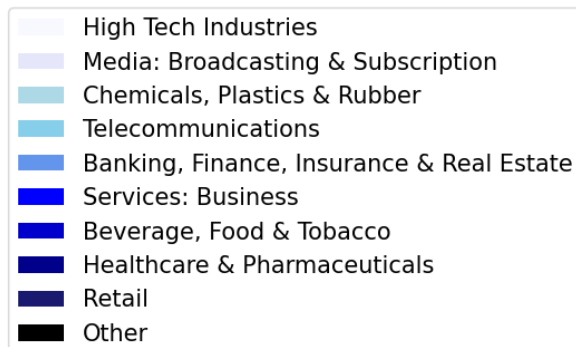 High Tech Industries
Media: Broadcasting & Subscription
Chemicals, Plastics & Rubber
Telecommunications
Banking, Finance, Insurance & Real Estate
Services: Business
Beverage, Food & Tobacco
Healthcare & Pharmaceuticals
Retail
Other